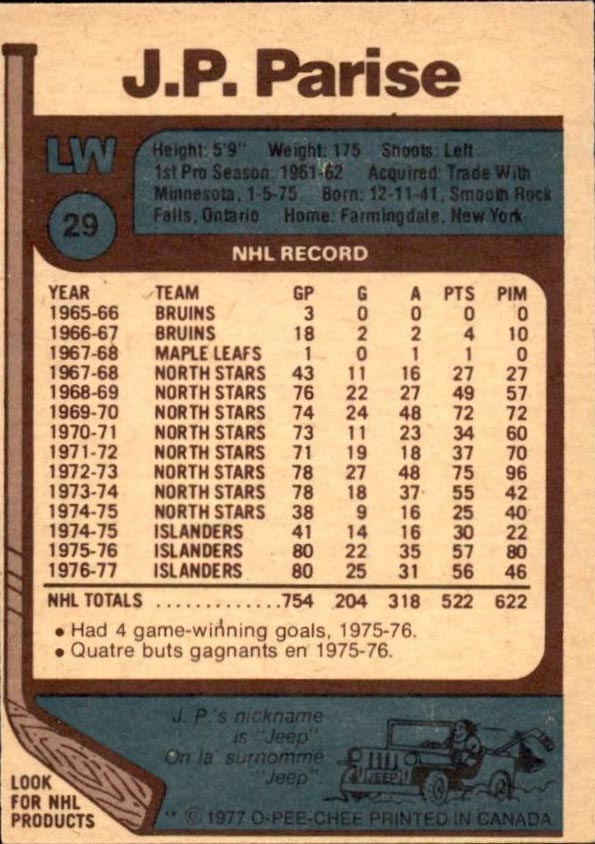 J.P. Parise
LW
29
Height: 5'9" Weight: 175 Shoots: Left
1st Pro Season: 1961-62 Acquired: Trade With
Minnesota, 1-5-75 Born: 12-11-41, Smooth Rock
Falls, Ontario Home: Farmingdale, New York
NHL RECORD
YEAR TEAM GP G A PTS PIM
1965-66 BRUINS 3 0 0 0 0
1966-67 BRUINS 18 2 2 4 10
1967-68 MAPLE LEAFS 1 0 1 1 0
1967-68 NORTH STARS 43 11 16 27 27
1968-69 NORTH STARS 76 22 27 49 57
1969-70 NORTH STARS 74 24 48 72 72
1970-71 NORTH STARS 73 11 23 34 60
1971-72 NORTH STARS 71 19 18 37 70
1972-73 NORTH STARS 78 27 48 75 96
1973-74 NORTH STARS 78 18 37 55 42
1974-75 NORTH STARS 38 9 16 25 40
1974-75 ISLANDERS 41 14 16 30 22
1975-76 ISLANDERS 80 22 35 57 80
1976-77 ISLANDERS 80 25 31 56 46
NHL TOTALS .............754 204 318 522 622
• Had 4 game-winning goals, 1975-76.
• Quatre buts gagnants en 1975-76.
J. P.'s nickname
is "Jeep"
On la' surnomme
"Jeep"
JEEP
LOOK
FOR NHL
PRODUCTS
** © 1977 O-PEE-CHEE PRINTED IN CANADA.